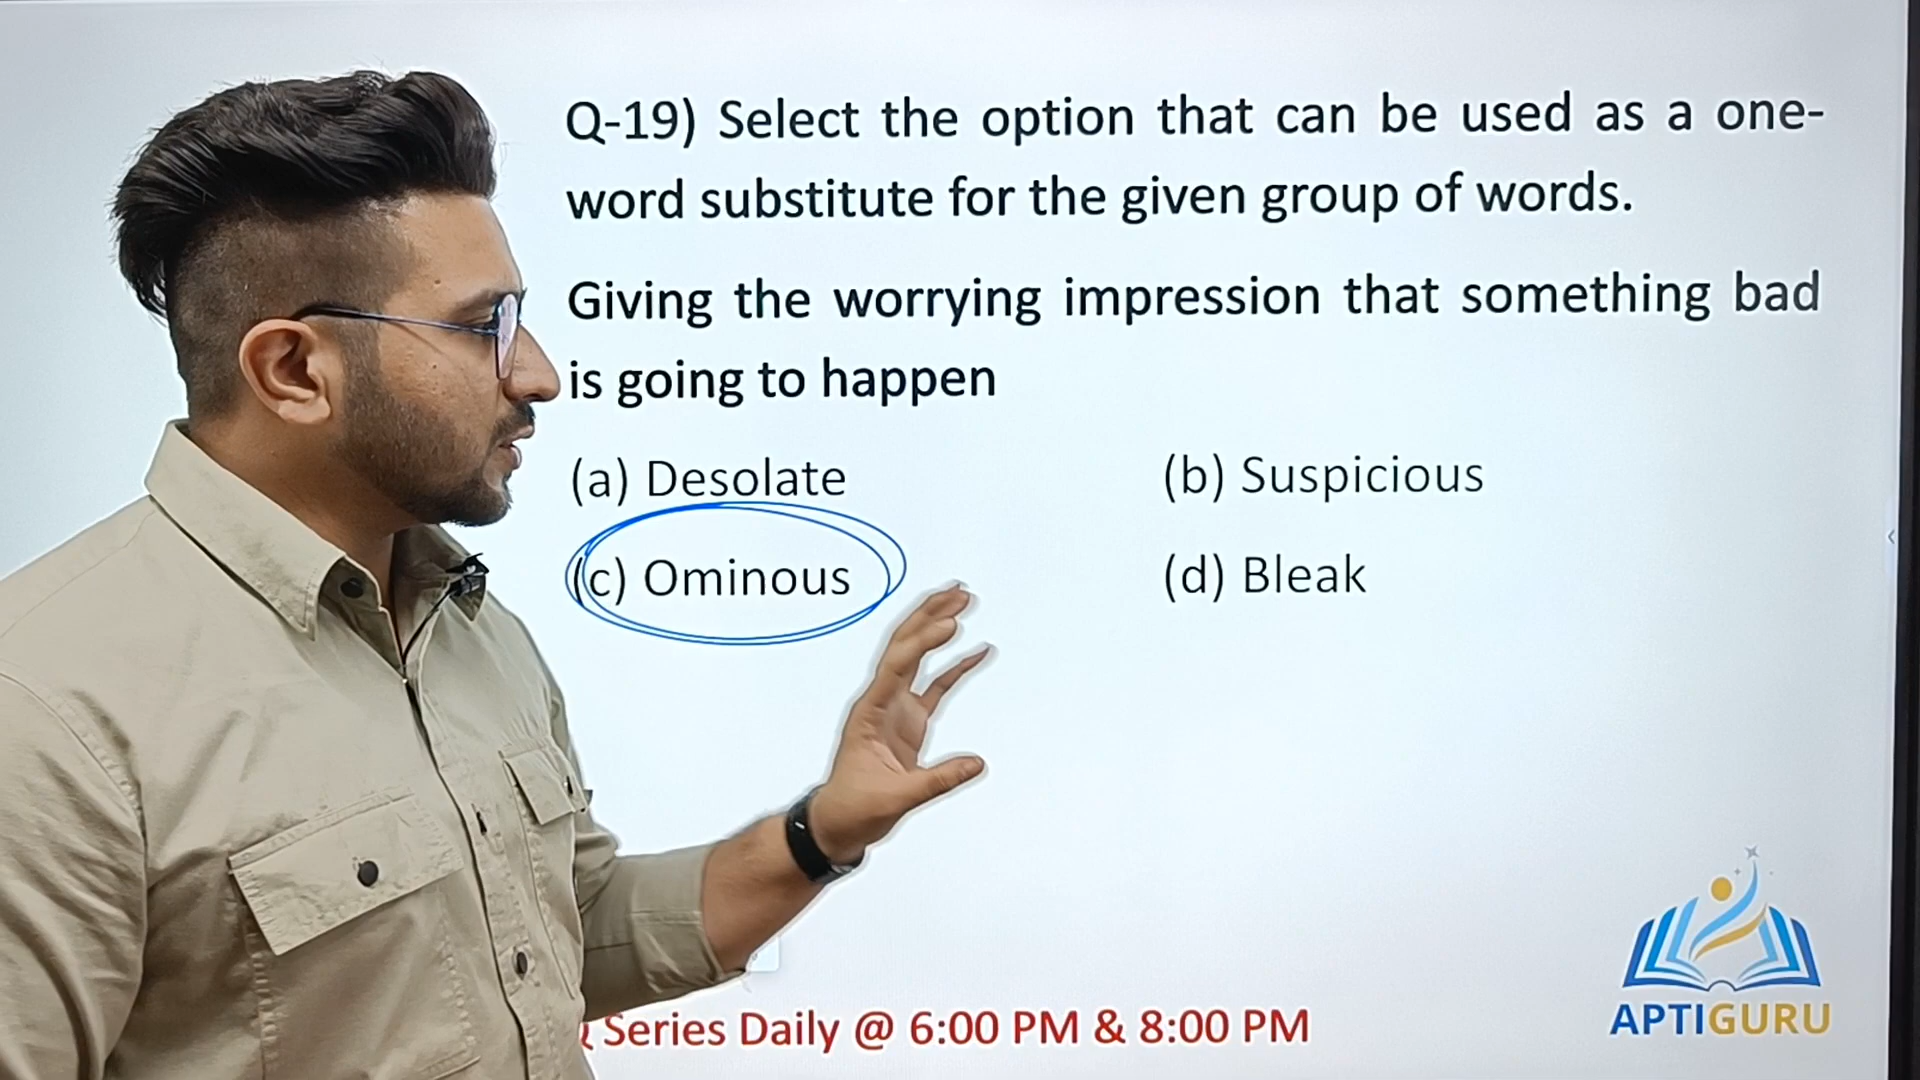 Q-19) Select the option that can be used as a one-
word substitute for the given group of words.
Giving the worrying impression that something bad
is going to happen
(a) Desolate
(b) Suspicious
(c) Ominous
(d) Bleak
Series Daily @ 6:00 PM & 8:00 PM
APTIGURU